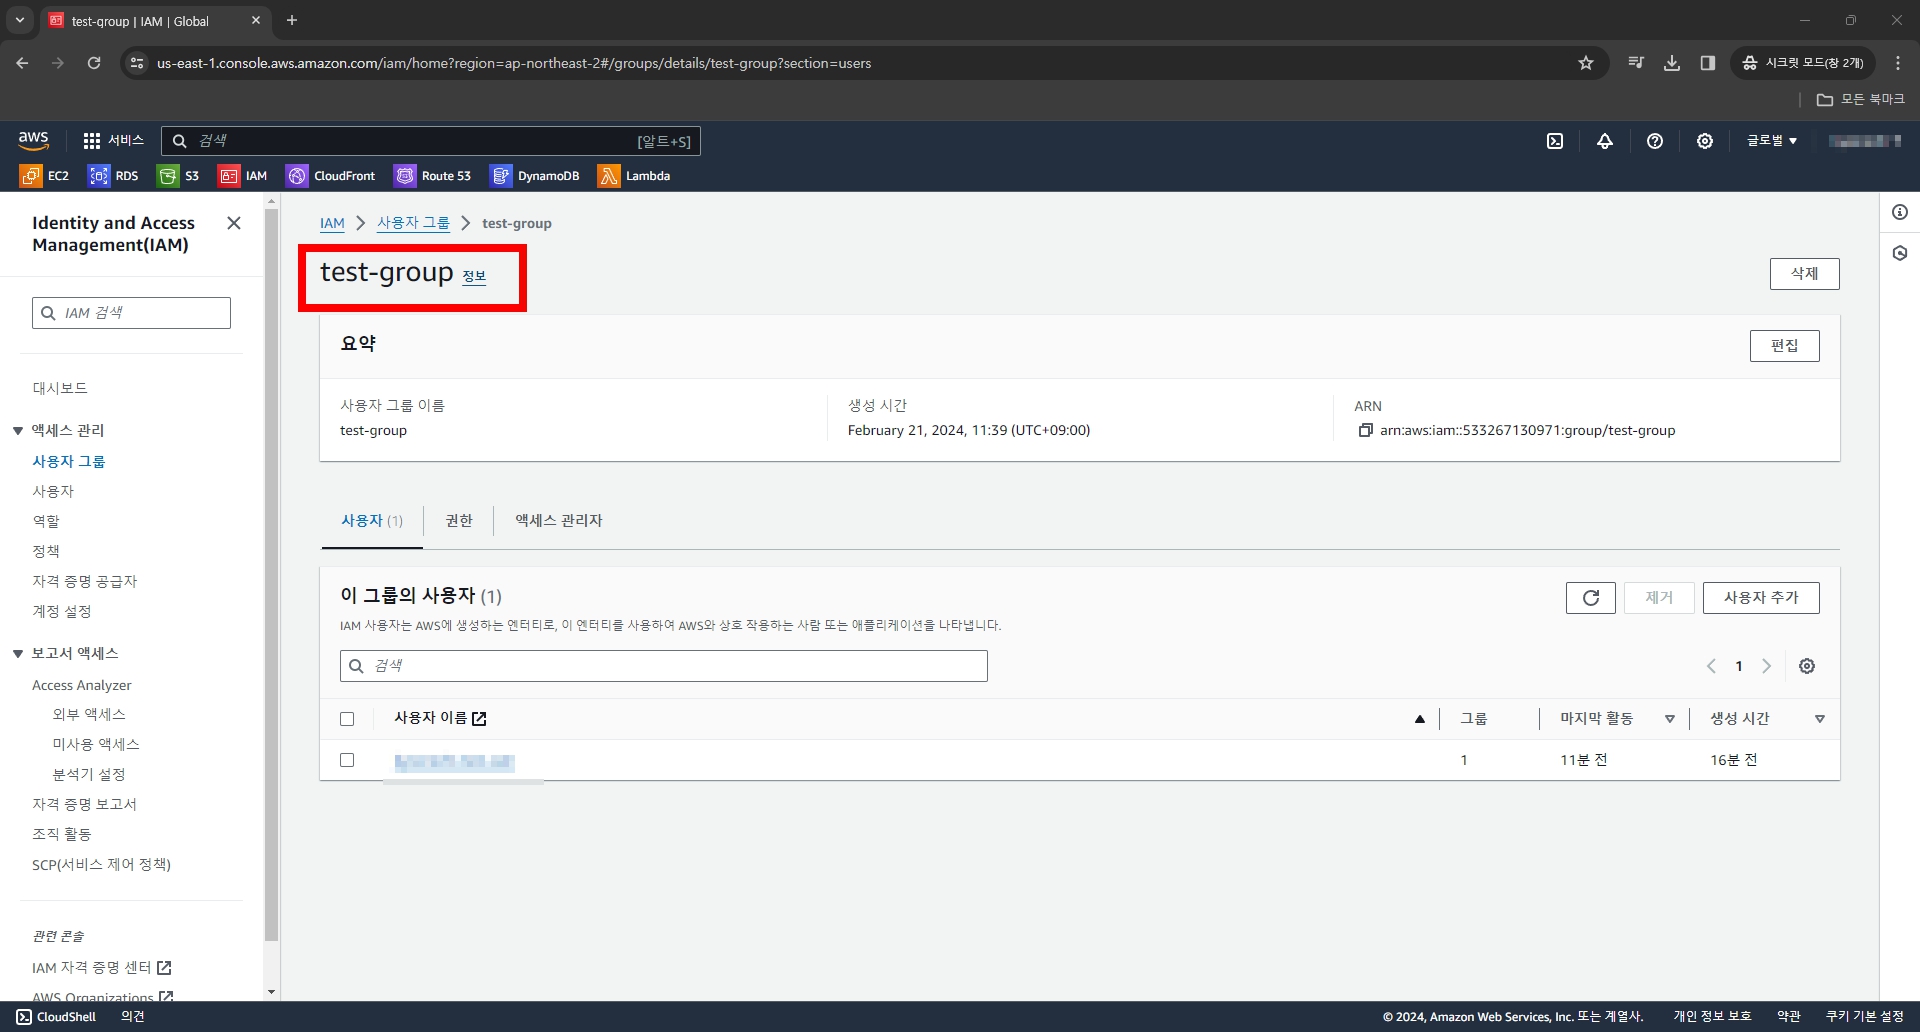 test-group | IAM | Global
us-east-1.console.aws.amazon.com/iam/home?region=ap-northeast-2#/groups/details/test-group?section=users
시크릿 모드(창 2개)
모든 북마크
aws
서비스
검색
[알트+S]
글로벌
EC2 RDS S3 IAM CloudFront Route 53 DynamoDB Lambda
Identity and Access Management(IAM)
IAM 검색
대시보드
액세스 관리
사용자 그룹
사용자
역할
정책
자격 증명 공급자
계정 설정
보고서 액세스
Access Analyzer
외부 액세스
미사용 액세스
분석기 설정
자격 증명 보고서
조직 활동
SCP(서비스 제어 정책)
관련 콘솔
IAM 자격 증명 센터
AWS Organizations
IAM 사용자 그룹 test-group
test-group 정보
삭제
요약
편집
사용자 그룹 이름
test-group
생성 시간
February 21, 2024, 11:39 (UTC+09:00)
ARN
arn:aws:iam::533267130971:group/test-group
사용자 (1) 권한 액세스 관리자
이 그룹의 사용자 (1)
제거
사용자 추가
IAM 사용자는 AWS에 생성하는 엔터티로, 이 엔터티를 사용하여 AWS와 상호 작용하는 사람 또는 애플리케이션을 나타냅니다.
검색
1
사용자 이름 그룹 마지막 활동 생성 시간
1 11분 전 16분 전
CloudShell 의견
© 2024, Amazon Web Services, Inc. 또는 계열사. 개인 정보 보호 약관 쿠키 기본 설정